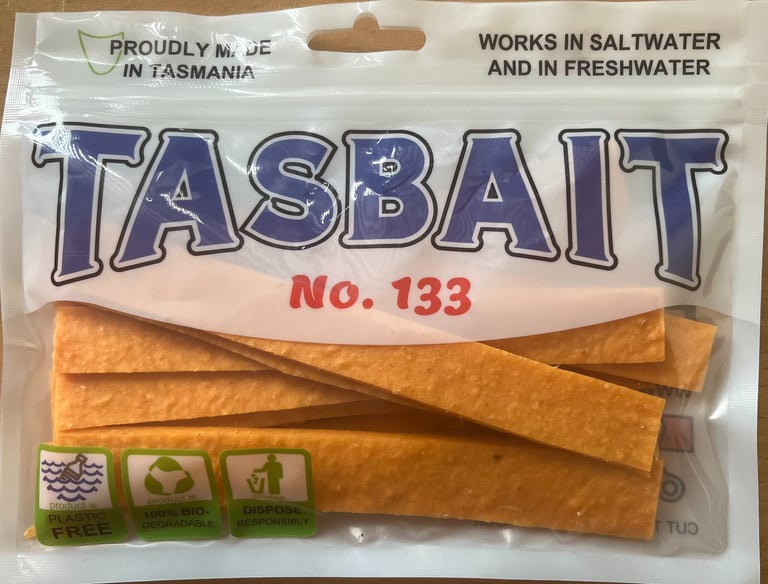 PROUDLY MADE
IN TASMANIA
WORKS IN SALTWATER
AND IN FRESHWATER
TASBAIT
No. 133
product is
PLASTIC
FREE
product is
100% BIO-
DEGRADABLE
please
DISPOSE
RESPONSIBLY
CUT T